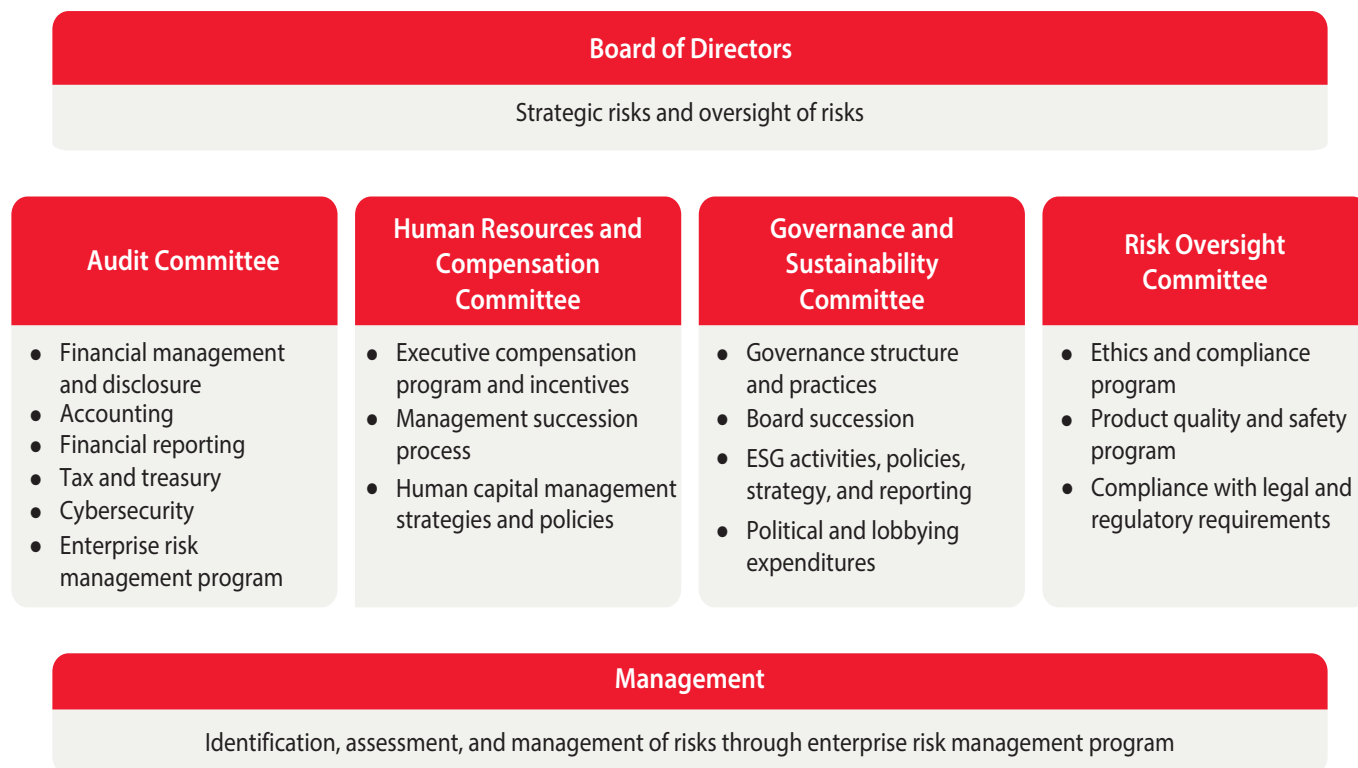 Board of Directors
Strategic risks and oversight of risks
Audit Committee
● Financial management
and disclosure
● Accounting
● Financial reporting
● Tax and treasury
● Cybersecurity
● Enterprise risk
management program
Human Resources and
Compensation
Committee
● Executive compensation
program and incentives
● Management succession
process
● Human capital management
strategies and policies
Governance and
Sustainability
Committee
● Governance structure
and practices
● Board succession
● ESG activities, policies,
strategy, and reporting
● Political and lobbying
expenditures
Risk Oversight
Committee
● Ethics and compliance
program
● Product quality and safety
program
● Compliance with legal and
regulatory requirements
Management
Identification, assessment, and management of risks through enterprise risk management program